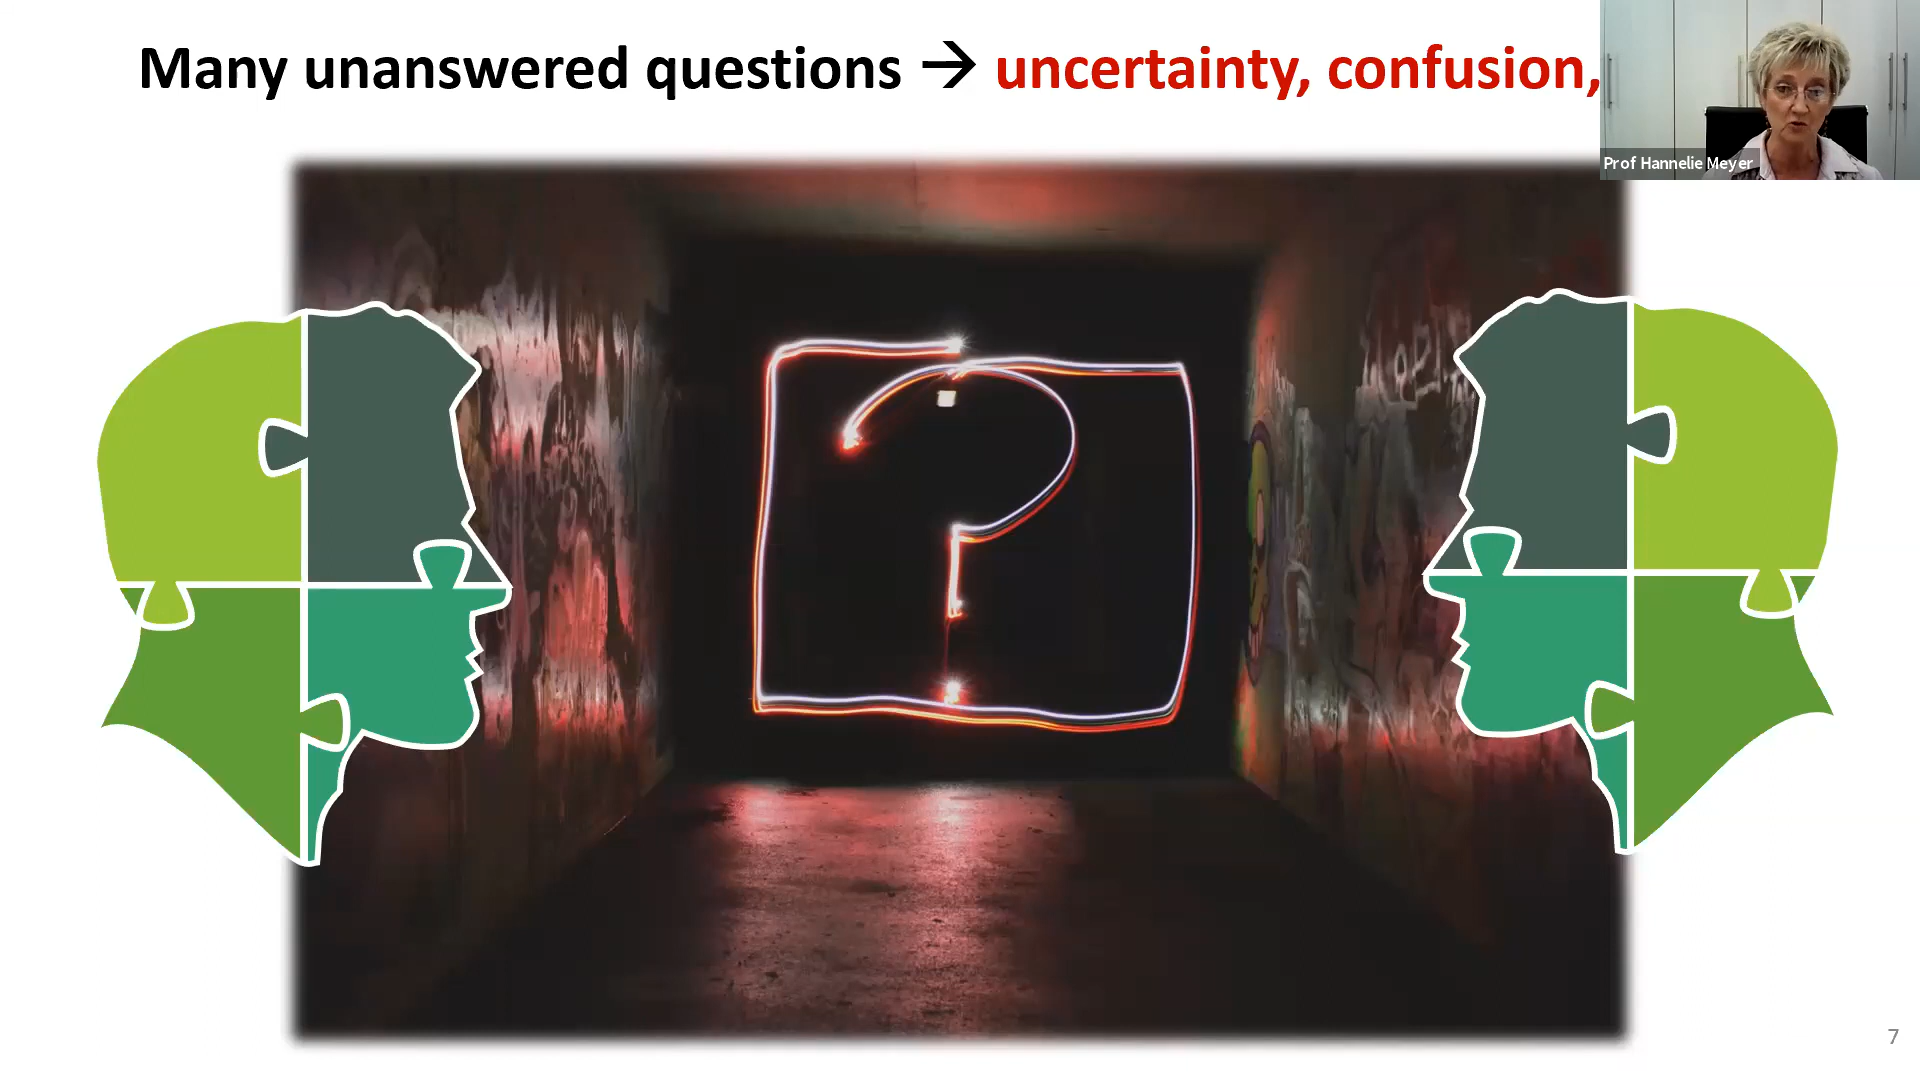 Many unanswered questions → uncertainty, confusion,
Prof Hannelie Meyer
7